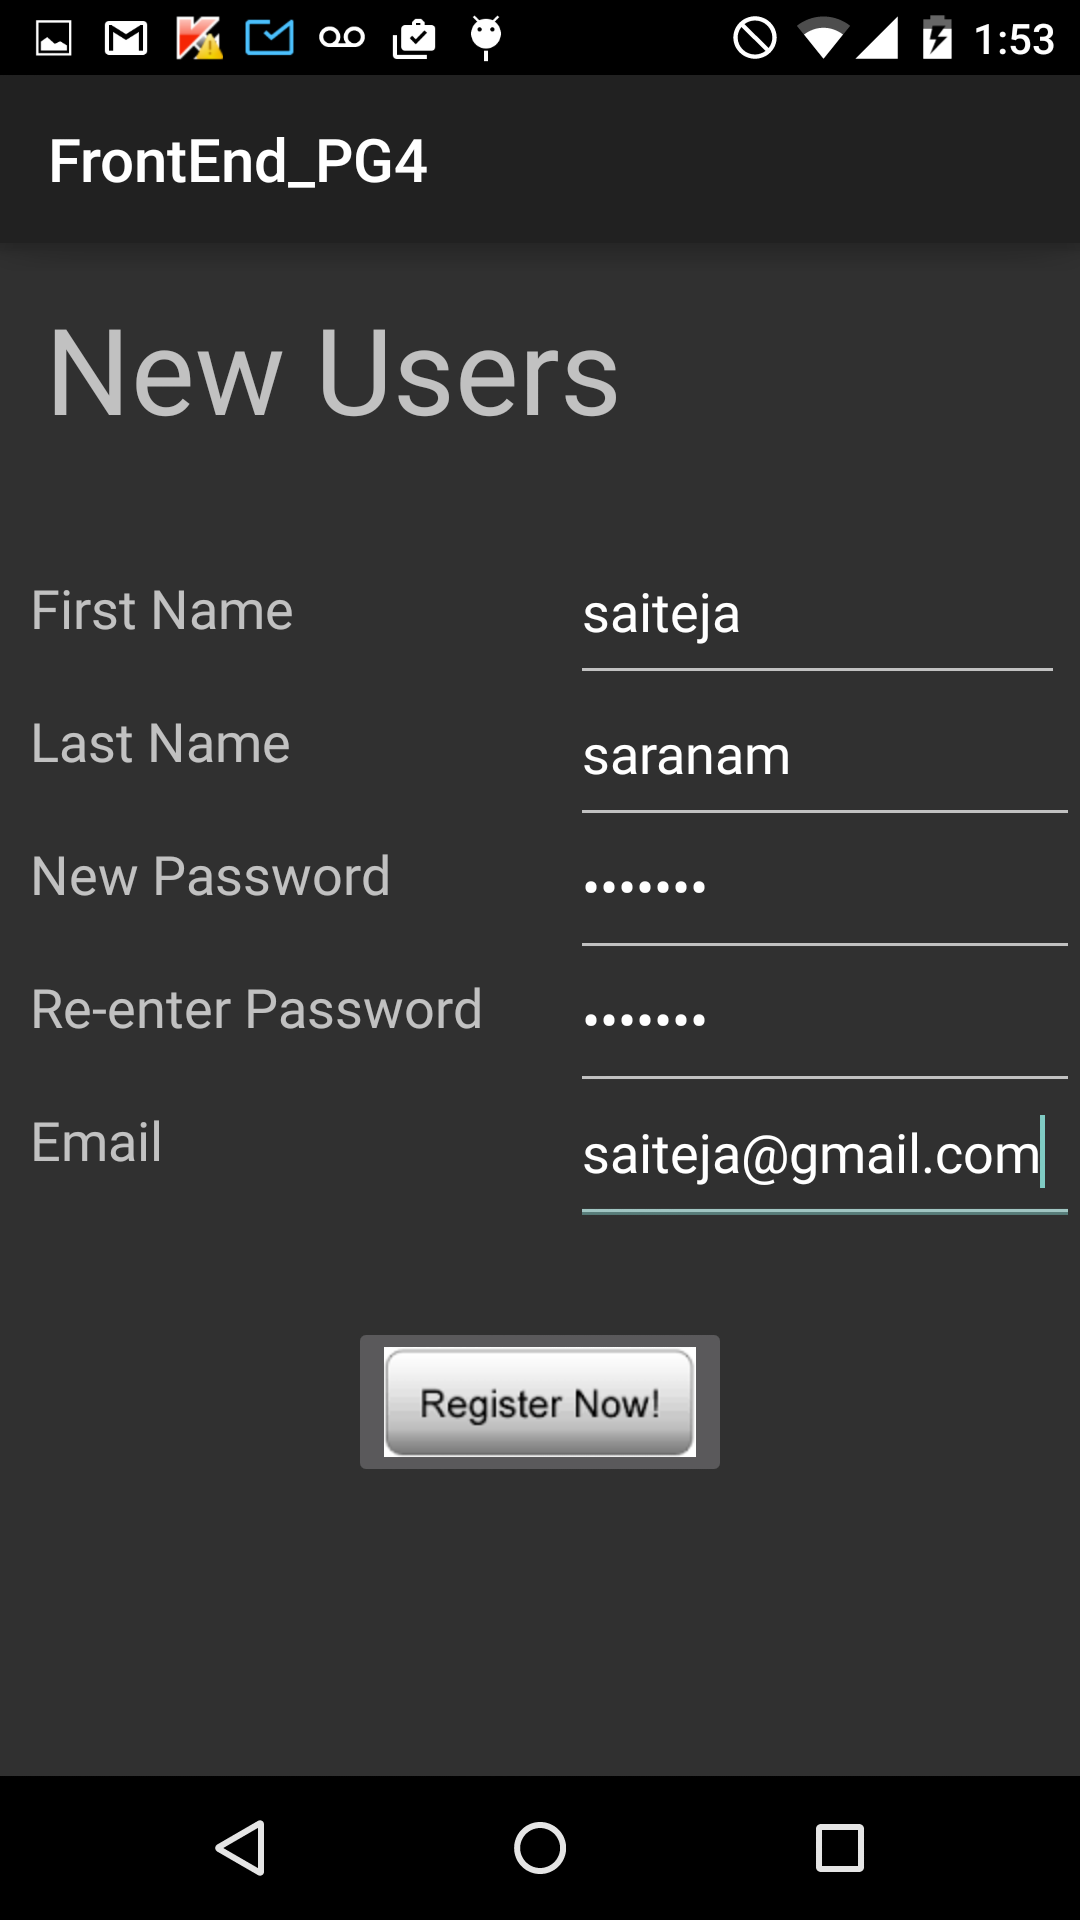 1:53
FrontEnd_PG4
New Users
First Name saiteja
Last Name saranam
New Password •••••••
Re-enter Password •••••••
Email saiteja@gmail.com
Register Now!